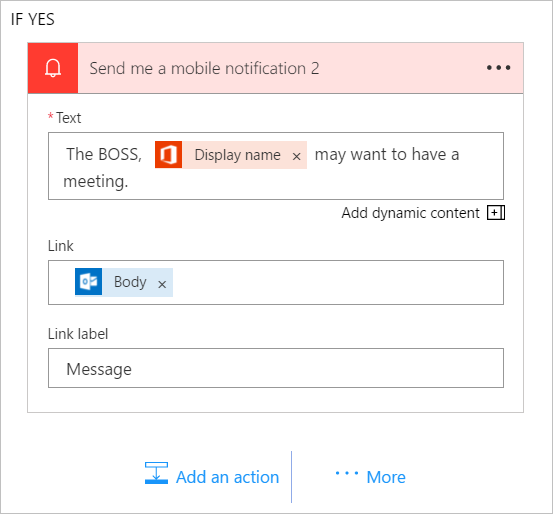 IF YES
Send me a mobile notification 2
* Text
The BOSS, Display name × may want to have a
meeting.
Add dynamic content
Link
Body ×
Link label
Message
Add an action
More